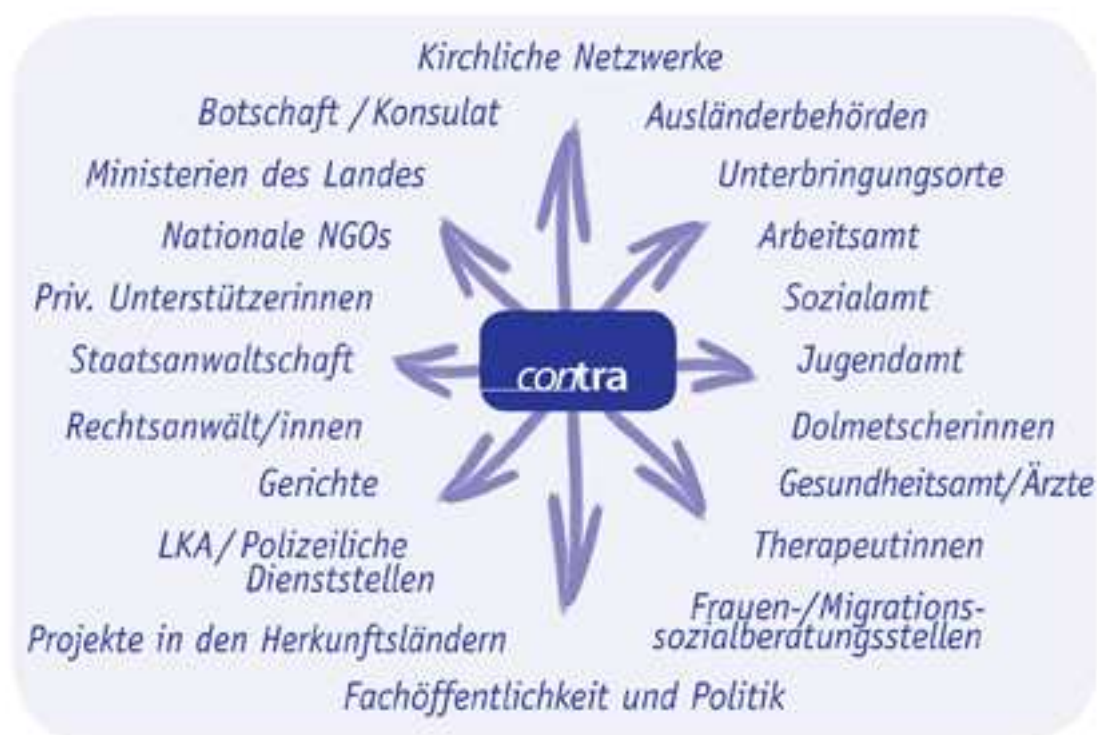 Kirchliche Netzwerke
Botschaft / Konsulat
Ausländerbehörden
Ministerien des Landes
Unterbringungsorte
Nationale NGOs
Arbeitsamt
Priv. Unterstützerinnen
Sozialamt
Staatsanwaltschaft
contra
Jugendamt
Rechtsanwält/innen
Dolmetscherinnen
Gerichte
Gesundheitsamt/Ärzte
LKA/Polizeiliche
Dienststellen
Therapeutinnen
Frauen-/Migrations-
sozialberatungsstellen
Projekte in den Herkunftsländern
Fachöffentlichkeit und Politik